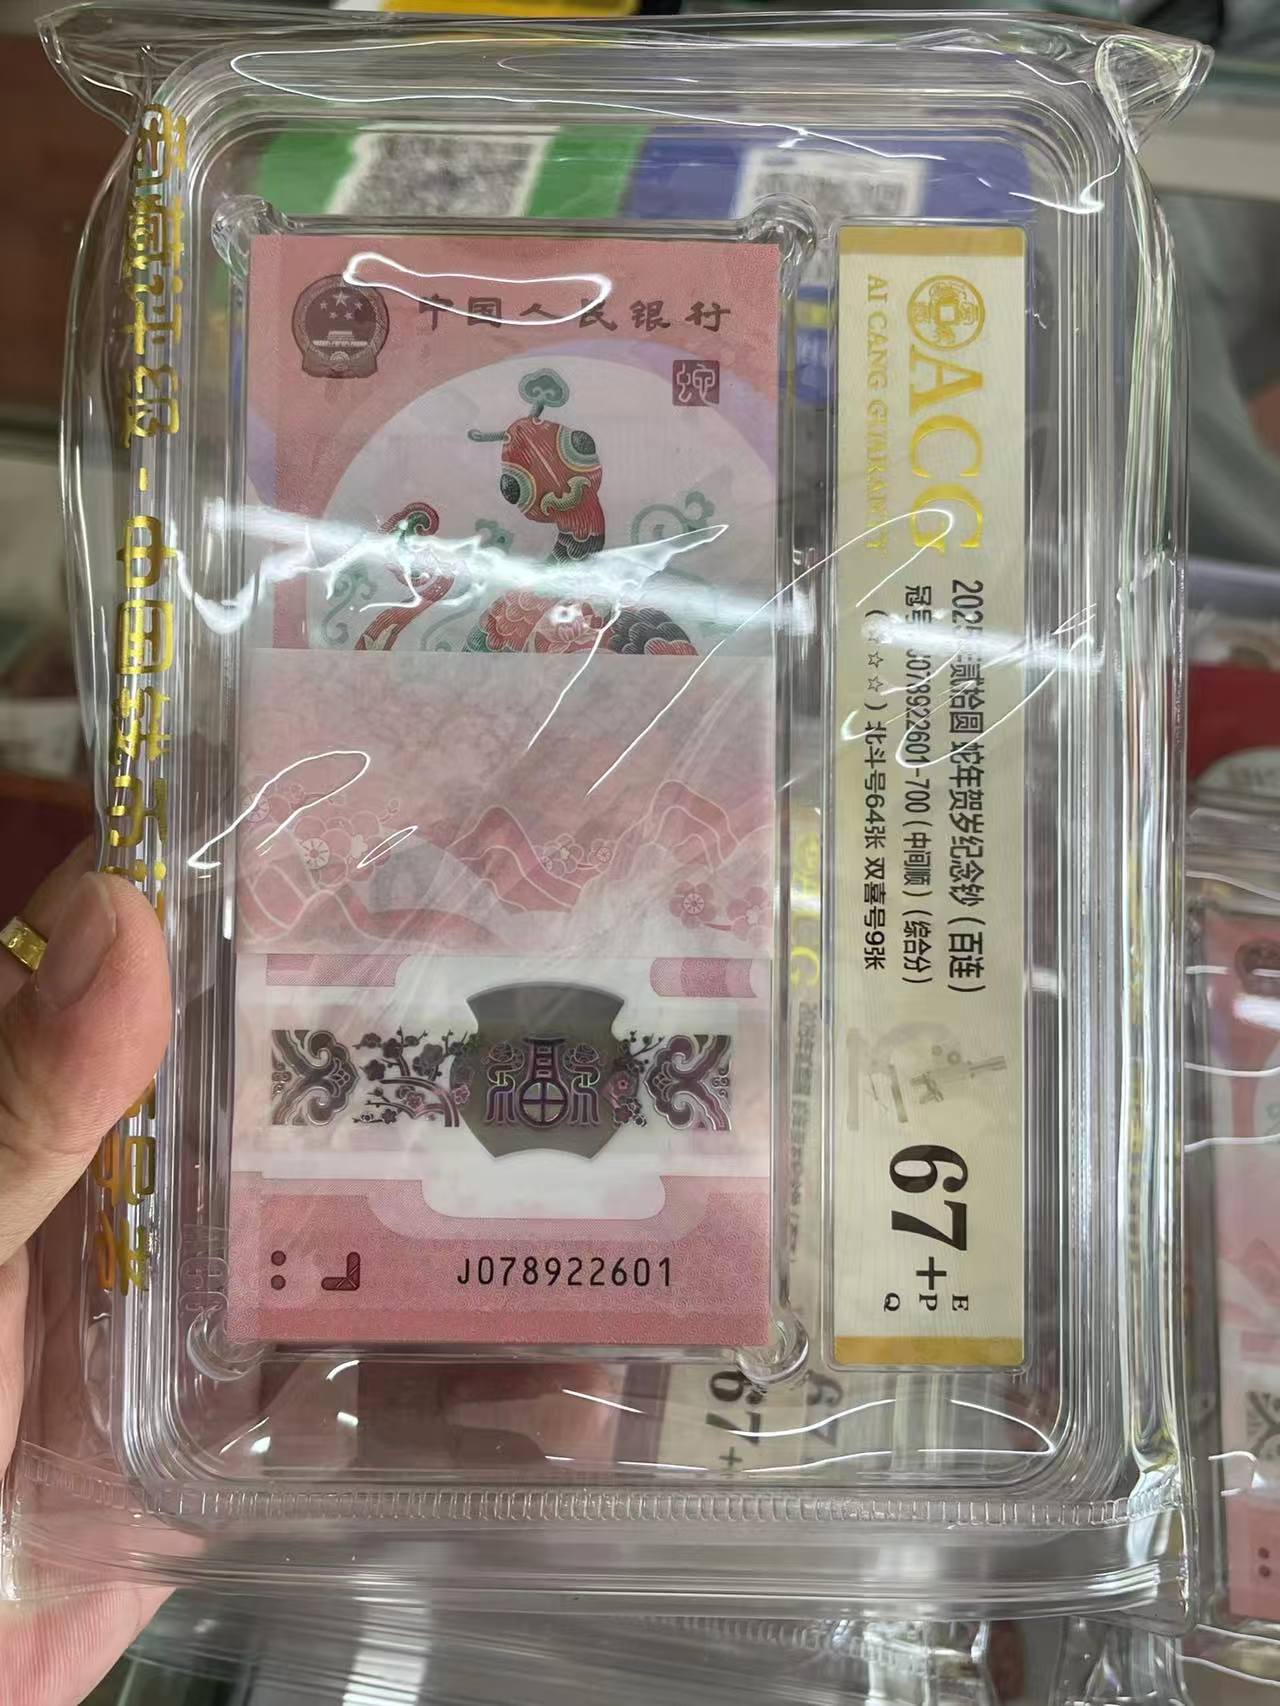 中国人民银行
蛇
J078922601
ACG
AI CANG GUARANTY
2025年贰拾圆 蛇年贺岁纪念钞(百连)
冠号:J078922601-700(中间顺)(综合分)
(☆☆☆)北斗号64张 双喜号9张
67+
E
P
Q